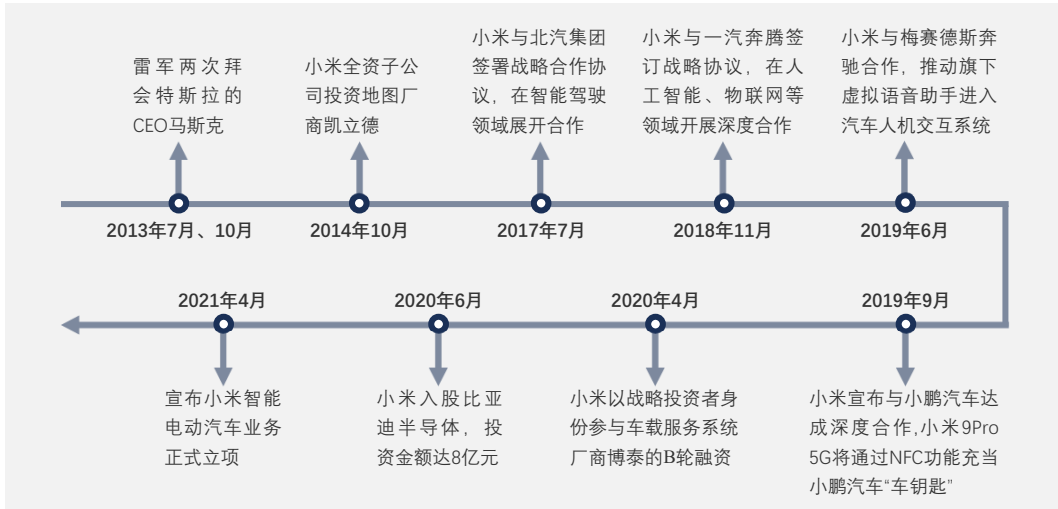 雷军两次拜
会特斯拉的
CEO马斯克
2013年7月、10月
小米全资子公
司投资地图厂
商凯立德
2014年10月
小米与北汽集团
签署战略合作协
议，在智能驾驶
领域展开合作
2017年7月
小米与一汽奔腾签
订战略协议，在人
工智能、物联网等
领域开展深度合作
2018年11月
小米与梅赛德斯奔
驰合作，推动旗下
虚拟语音助手进入
汽车人机交互系统
2019年6月
2019年9月
小米宣布与小鹏汽车达
成深度合作,小米9Pro
5G将通过NFC功能充当
小鹏汽车“车钥匙”
2020年4月
小米以战略投资者身
份参与车载服务系统
厂商博泰的B轮融资
2020年6月
小米入股比亚
迪半导体，投
资金额达8亿元
2021年4月
宣布小米智能
电动汽车业务
正式立项